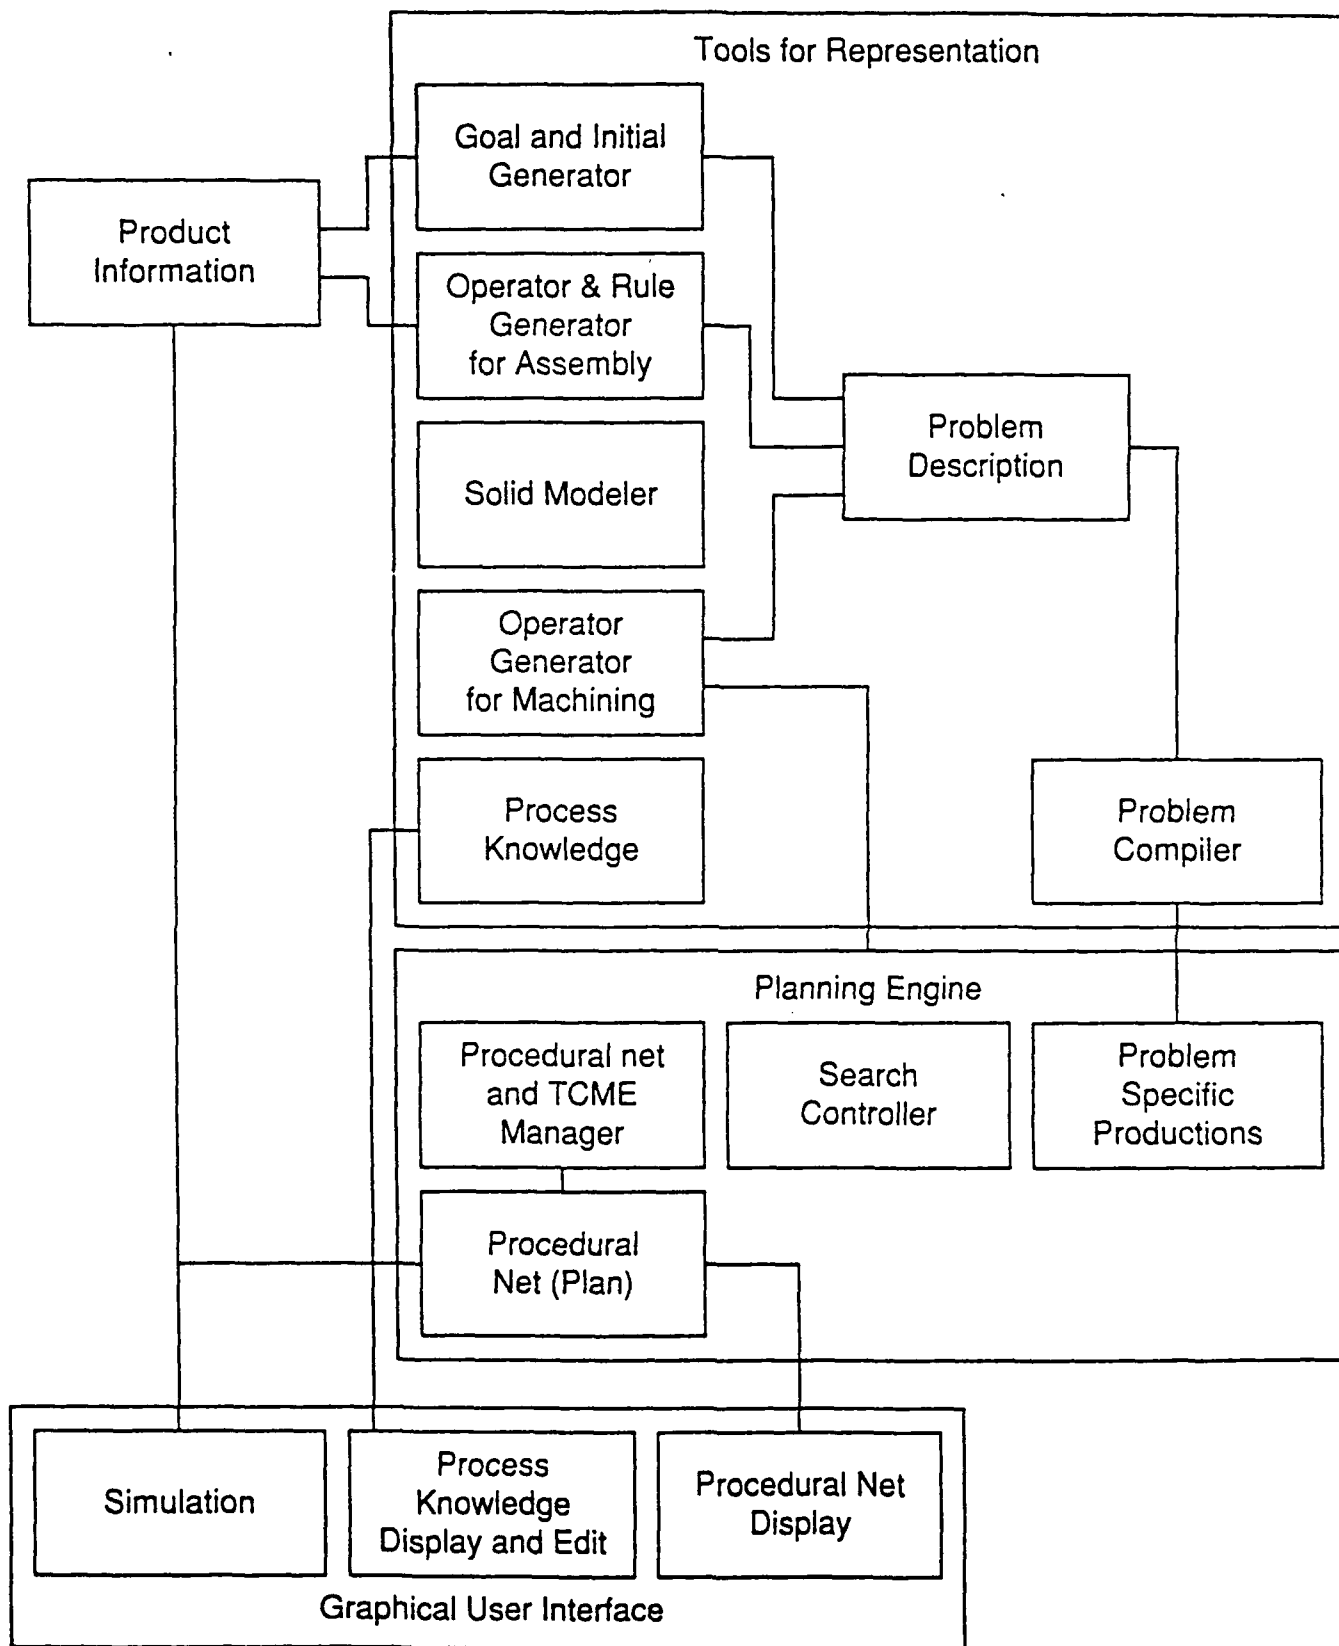 Tools for Representation
Goal and Initial
Generator
Product
Information
Operator & Rule
Generator
for Assembly
Problem
Description
Solid Modeler
Operator
Generator
for Machining
Process
Knowledge
Problem
Compiler
Planning Engine
Procedural net
and TCME
Manager
Search
Controller
Problem
Specific
Productions
Procedural
Net (Plan)
Simulation
Process
Knowledge
Display and Edit
Procedural Net
Display
Graphical User Interface